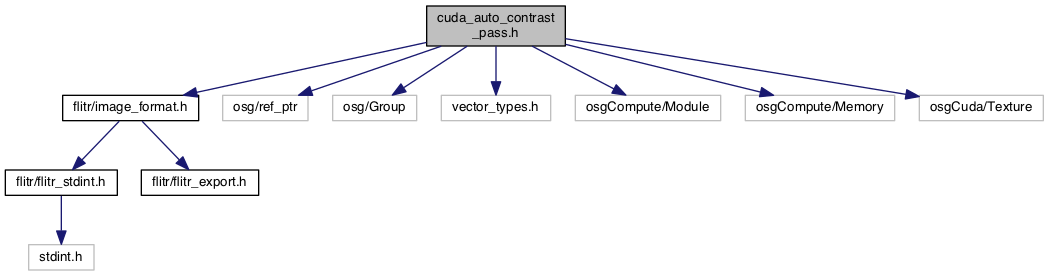 cuda_auto_contrast
_pass.h
flitr/image_format.h
osg/ref_ptr
osg/Group
vector_types.h
osgCompute/Module
osgCompute/Memory
osgCuda/Texture
flitr/flitr_stdint.h
flitr/flitr_export.h
stdint.h